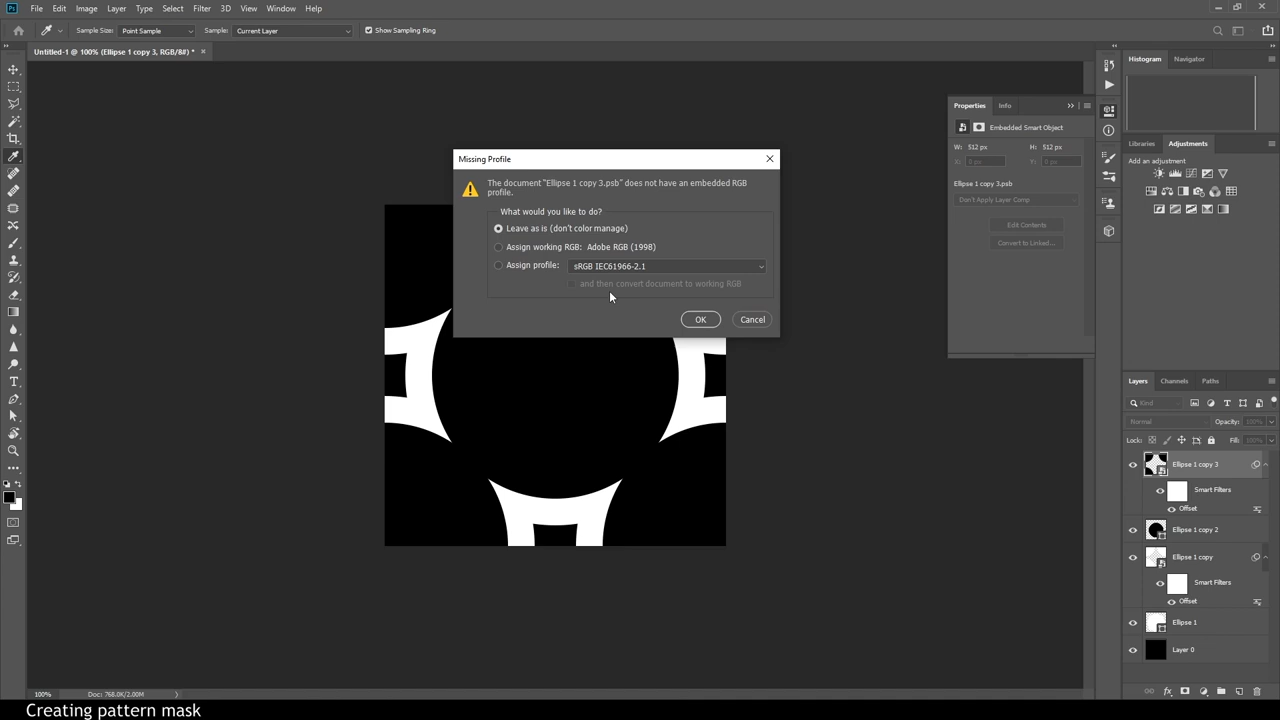 Ps File Edit Image Layer Type Select Filter 3D View Window Help
Sample Size: Point Sample Sample: Current Layer Show Sampling Ring
Untitled-1 @ 100% (Ellipse 1 copy 3, RGB/8#) *
Histogram Navigator
Properties Info
Embedded Smart Object
W: 512 px H: 512 px
X: 0 px Y: 0 px
Ellipse 1 copy 3.psb
Don't Apply Layer Comp
Edit Contents
Convert to Linked...
Libraries Adjustments
Add an adjustment
Missing Profile
The document "Ellipse 1 copy 3.psb" does not have an embedded RGB
profile.
What would you like to do?
Leave as is (don't color manage)
Assign working RGB: Adobe RGB (1998)
Assign profile: sRGB IEC61966-2.1
and then convert document to working RGB
OK Cancel
Layers Channels Paths
Kind
Normal Opacity: 100%
Lock: Fill: 100%
Ellipse 1 copy 3
Smart Filters
Offset
Ellipse 1 copy 2
Ellipse 1 copy
Smart Filters
Offset
Ellipse 1
Layer 0
100% Doc: 768.0K/2.00M
Creating pattern mask